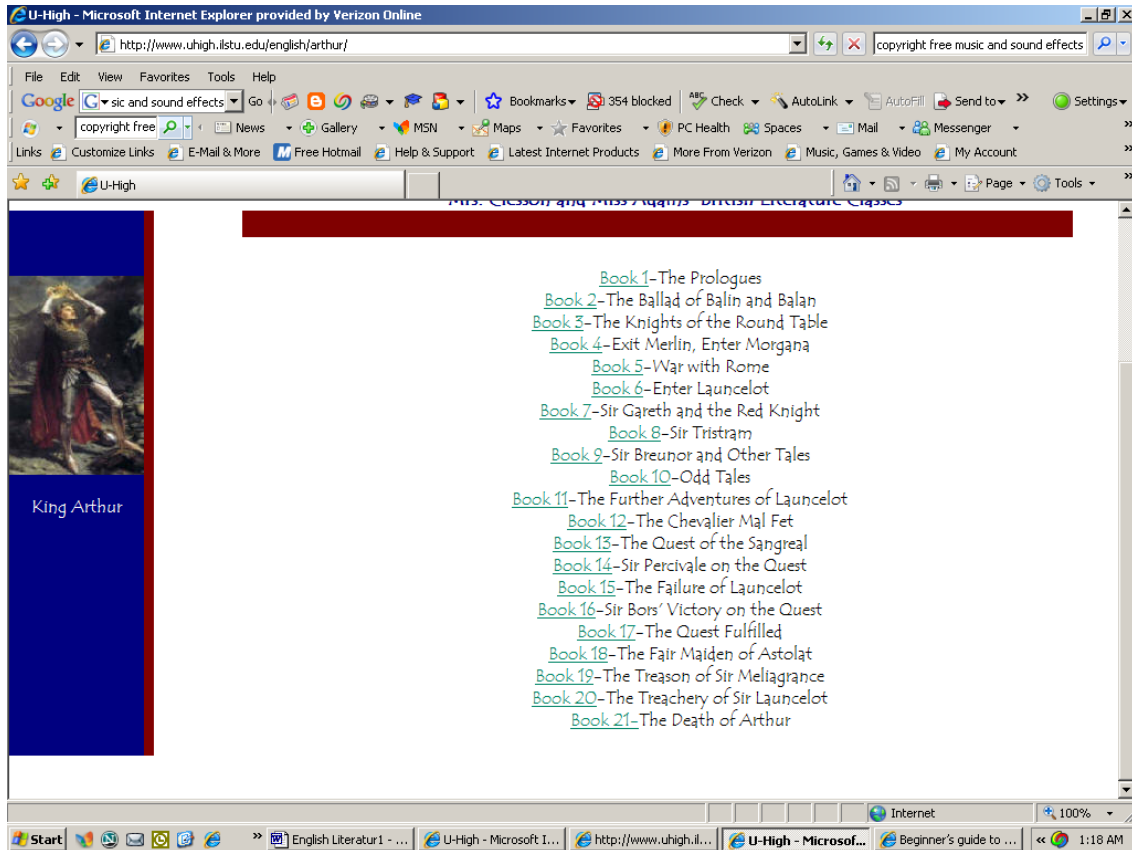 U-High - Microsoft Internet Explorer provided by Verizon Online
http://www.uhigh.ilstu.edu/english/arthur/
copyright free music and sound effects
File Edit View Favorites Tools Help
Google G sic and sound effects Go Bookmarks 354 blocked ABC Check AutoLink AutoFill Send to » Settings
copyright free News Gallery MSN Maps Favorites PC Health Spaces Mail Messenger »
Links Customize Links E-Mail & More Free Hotmail Help & Support Latest Internet Products More From Verizon Music, Games & Video My Account »
U-High Page Tools »
British Literature Classes
Book 1-The Prologues
Book 2-The Ballad of Balin and Balan
Book 3-The Knights of the Round Table
Book 4-Exit Merlin, Enter Morgana
Book 5-War with Rome
Book 6-Enter Launcelot
Book 7-Sir Gareth and the Red Knight
Book 8-Sir Tristram
Book 9-Sir Breunor and Other Tales
Book 10-Odd Tales
Book 11-The Further Adventures of Launcelot
Book 12-The Chevalier Mal Fet
Book 13-The Quest of the Sangreal
Book 14-Sir Percivale on the Quest
Book 15-The Failure of Launcelot
Book 16-Sir Bors' Victory on the Quest
Book 17-The Quest Fulfilled
Book 18-The Fair Maiden of Astolat
Book 19-The Treason of Sir Meliagrance
Book 20-The Treachery of Sir Launcelot
Book 21-The Death of Arthur
King Arthur
Internet 100%
Start » English Literatur1 - ... U-High - Microsoft I... http://www.uhigh.il... U-High - Microsof... Beginner's guide to ... « 1:18 AM